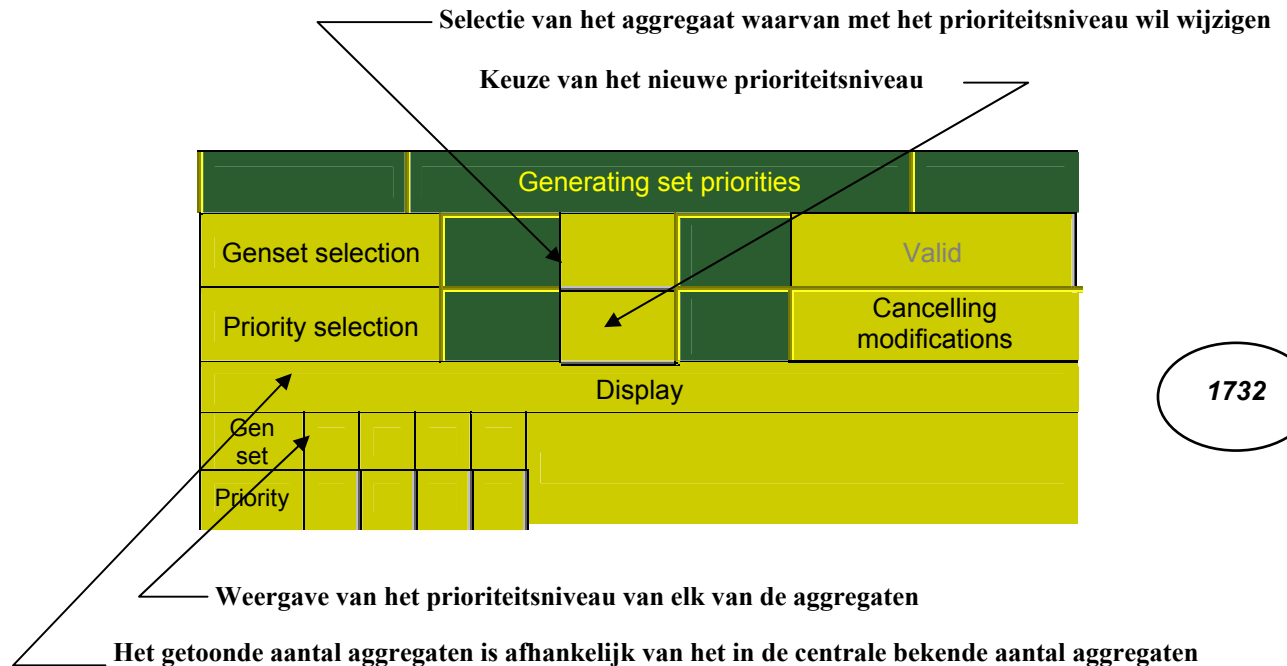 Selectie van het aggregaat waarvan met het prioriteitsniveau wil wijzigen
Keuze van het nieuwe prioriteitsniveau
Generating set priorities
Genset selection
Valid
Priority selection
Cancelling
modifications
Display
1732
Gen
set
Priority
Weergave van het prioriteitsniveau van elk van de aggregaten
Het getoonde aantal aggregaten is afhankelijk van het in de centrale bekende aantal aggregaten